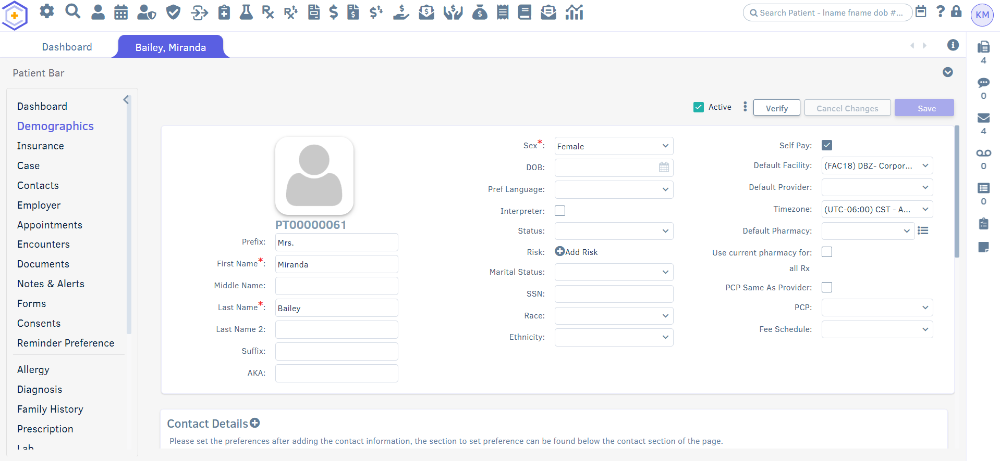 Search Patient - lname fname dob #...
KM
Dashboard
Bailey, Miranda
4
0
4
0
0
Patient Bar
Dashboard
Demographics
Insurance
Case
Contacts
Employer
Appointments
Encounters
Documents
Notes & Alerts
Forms
Consents
Reminder Preference
Allergy
Diagnosis
Family History
Prescription
Lab
Active
Verify
Cancel Changes
Save
PT00000061
Prefix: Mrs.
First Name*: Miranda
Middle Name:
Last Name*: Bailey
Last Name 2:
Suffix:
AKA:
Sex*: Female
DOB:
Pref Language:
Interpreter:
Status:
Risk: Add Risk
Marital Status:
SSN:
Race:
Ethnicity:
Self Pay:
Default Facility: (FAC18) DBZ- Corpor...
Default Provider:
Timezone: (UTC-06:00) CST - A...
Default Pharmacy:
Use current pharmacy for:
all Rx
PCP Same As Provider:
PCP:
Fee Schedule:
Contact Details
Please set the preferences after adding the contact information, the section to set preference can be found below the contact section of the page.